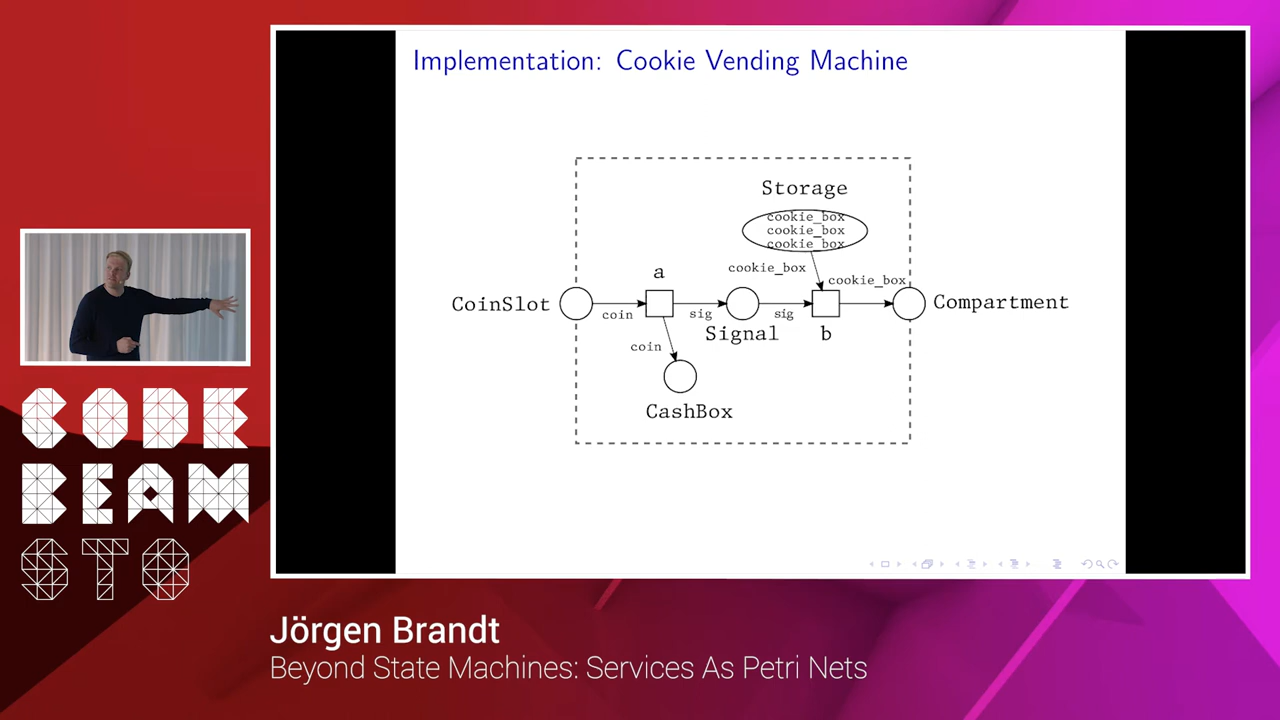 Implementation: Cookie Vending Machine
Storage
cookie_box
cookie_box
cookie_box
a
cookie_box
cookie_box
CoinSlot
coin
sig
Signal
sig
b
Compartment
coin
CashBox
CODE
BEAM
STO
Jörgen Brandt
Beyond State Machines: Services As Petri Nets